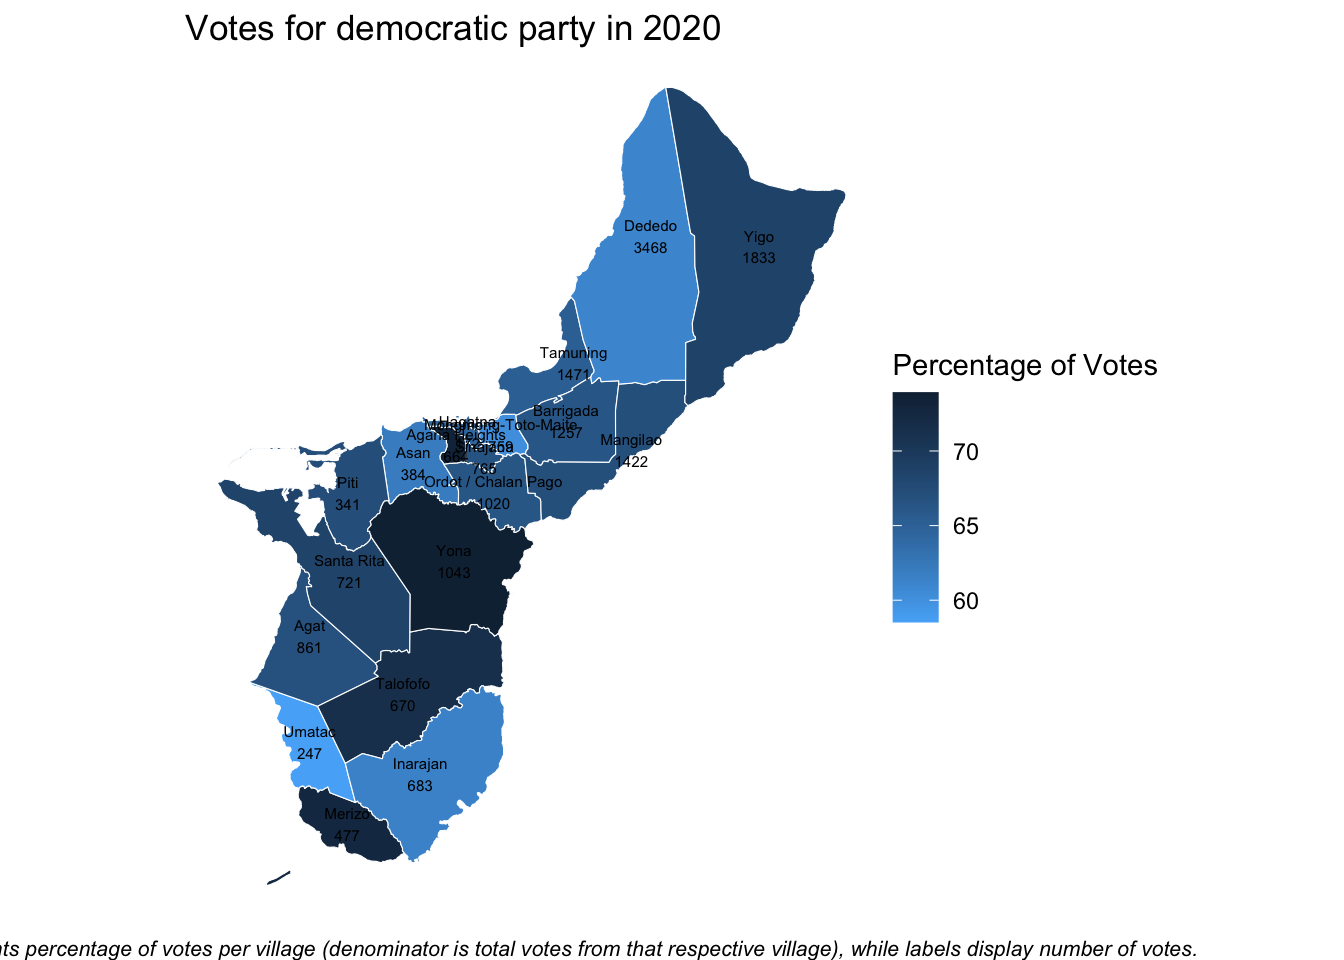 Votes for democratic party in 2020
Dededo
3468
Yigo
1833
Tamuning
1471
Barrigada
1257
Mangilao
1422
Hagatna
Mongmong-Toto-Maite
759
Agana Heights
Sinajana
765
Asan
384
Ordot / Chalan Pago
1020
Piti
341
Yona
1043
Santa Rita
721
Agat
861
Talofofo
670
Umatac
247
Inarajan
683
Merizo
477
Percentage of Votes
70
65
60
percentage of votes per village (denominator is total votes from that respective village), while labels display number of votes.